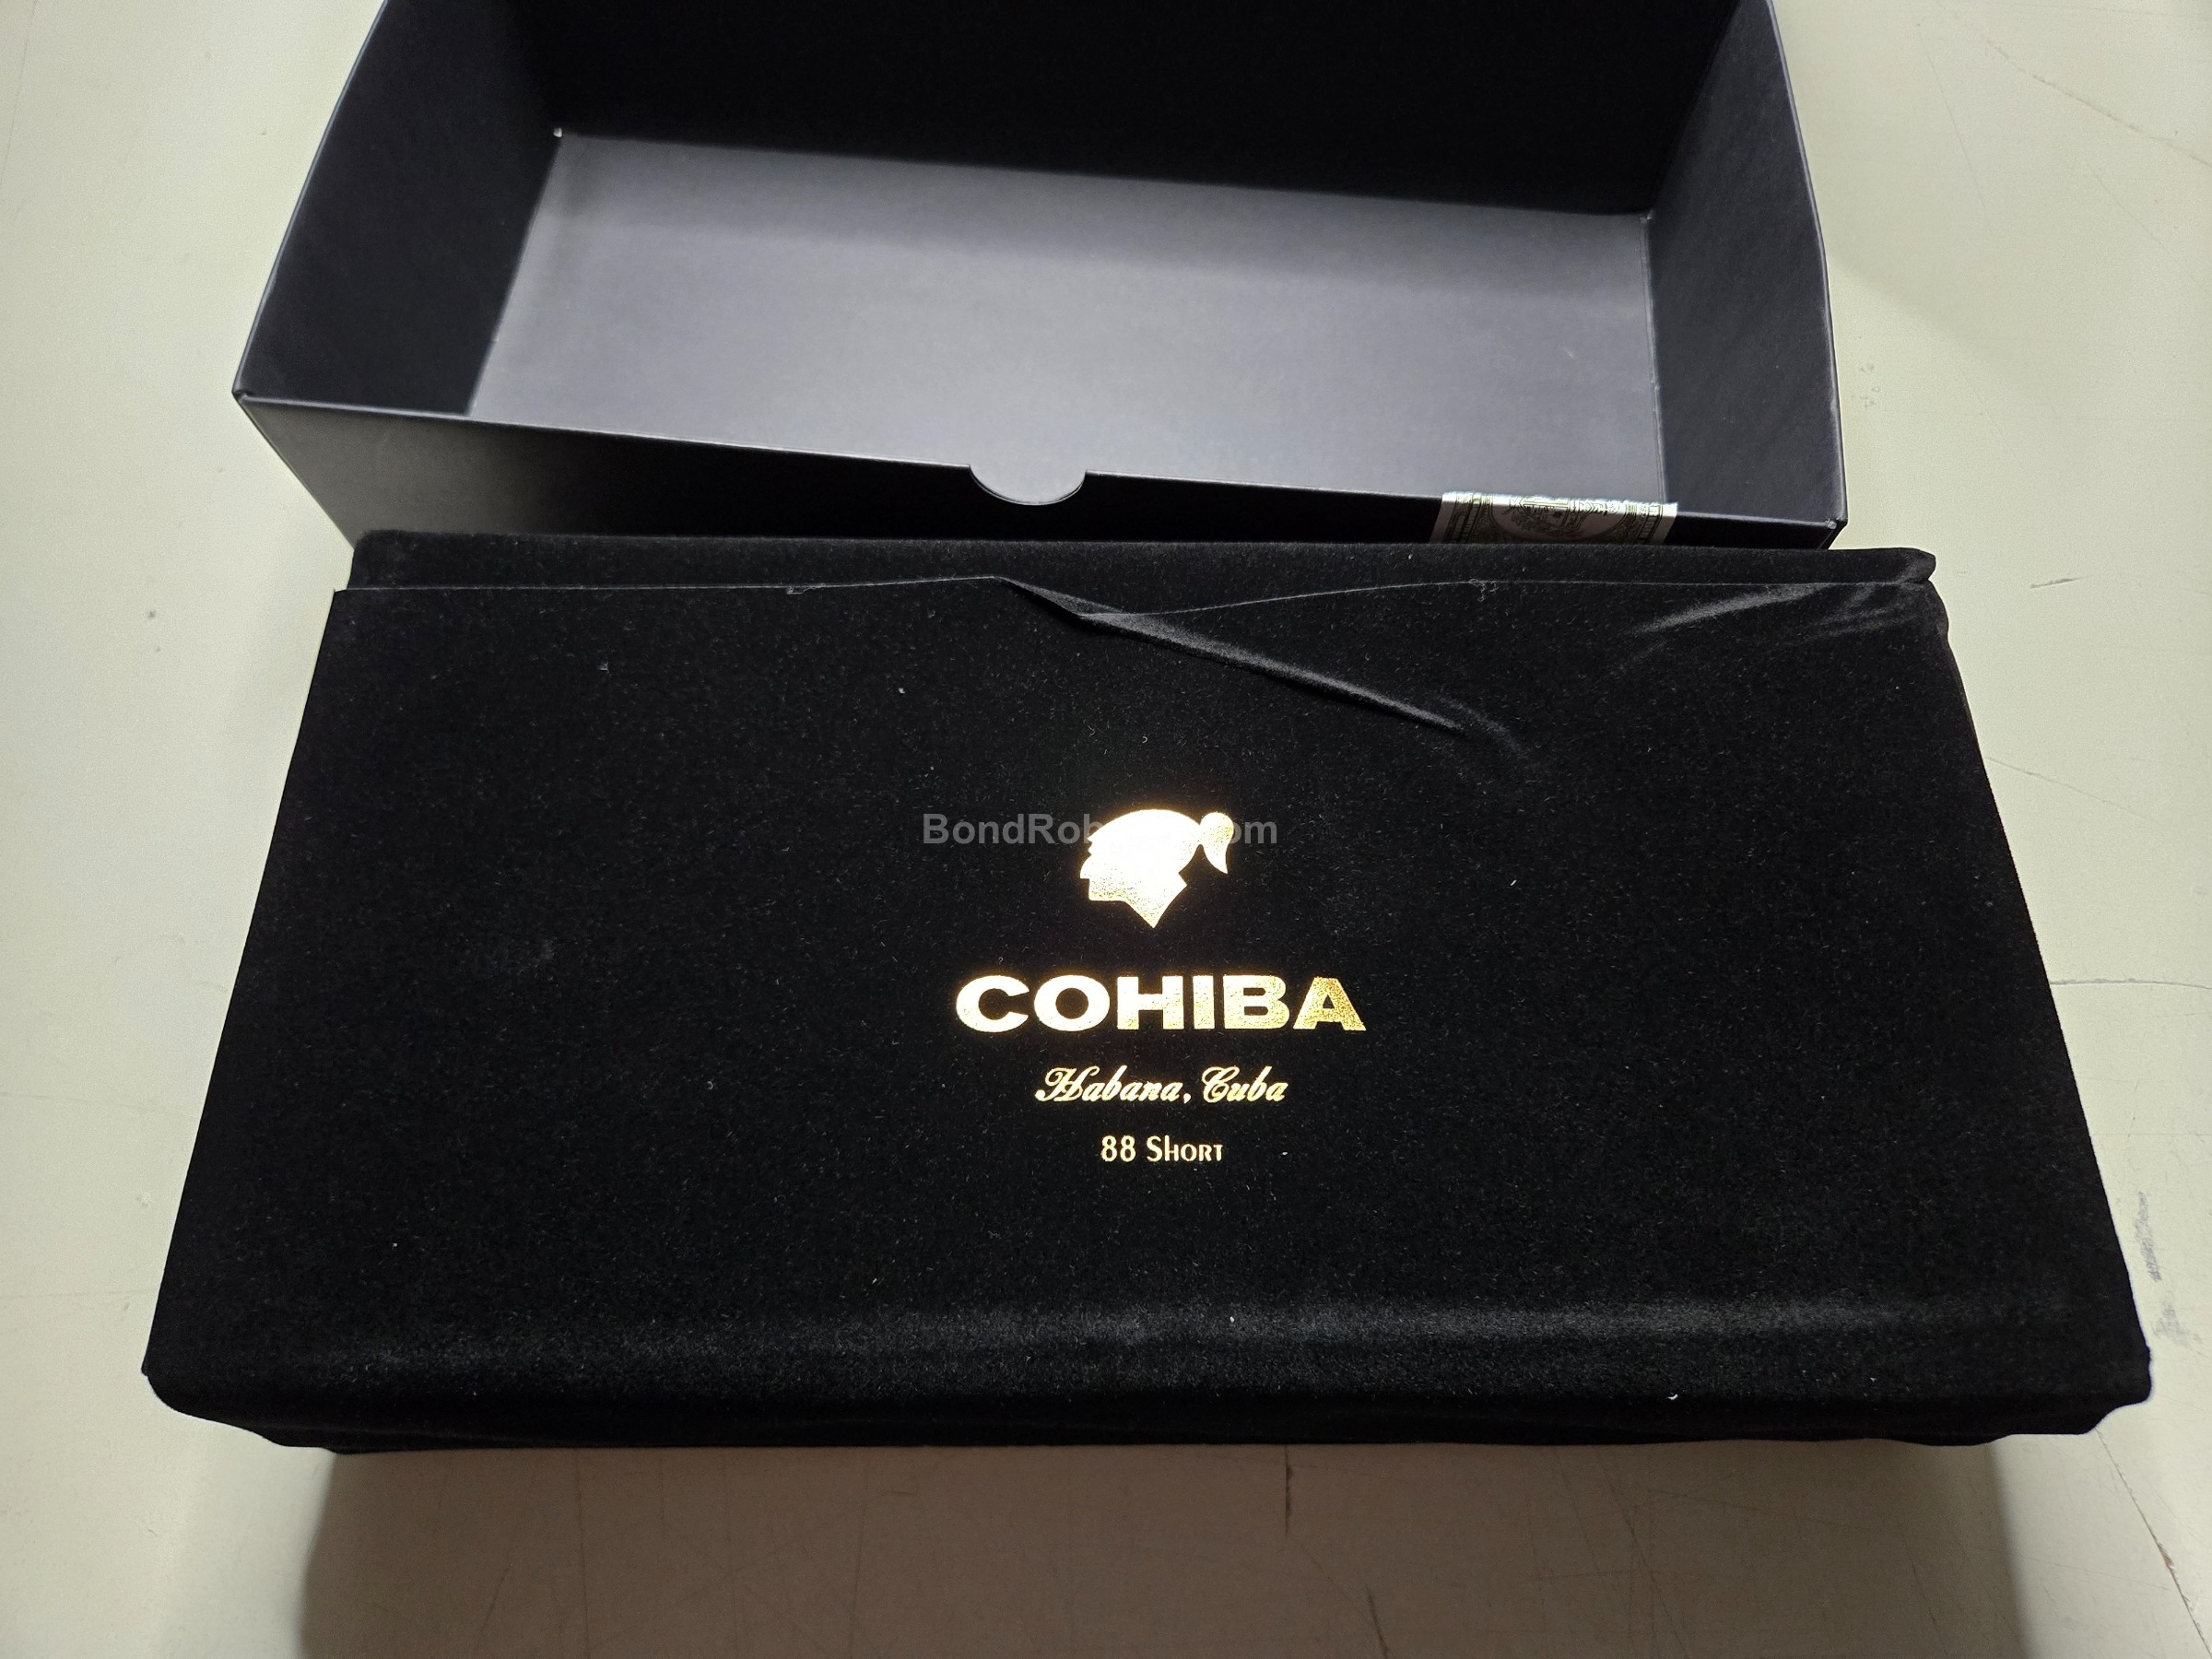 COHIBA
Habana, Cuba
88 Short